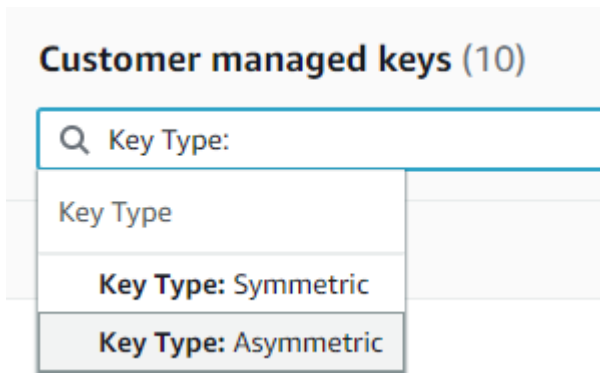 Customer managed keys (10)
Key Type:
Key Type
Key Type: Symmetric
Key Type: Asymmetric